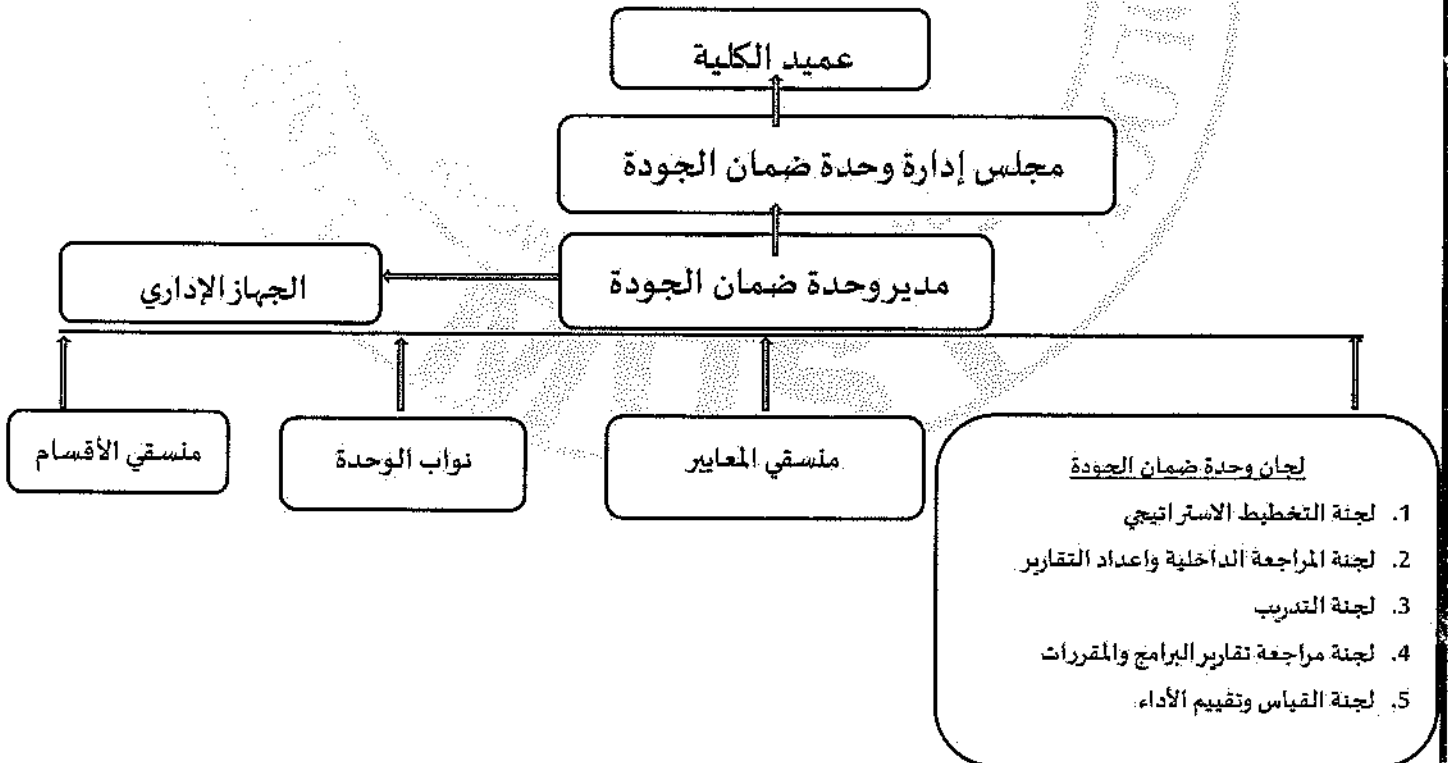 عميد الكلية
مجلس إدارة وحدة ضمان الجودة
مدير وحدة ضمان الجودة
الجهاز الإداري
لجان وحدة ضمان الجودة
1. لجنة التخطيط الاستراتيجي
2. لجنة المراجعة الداخلية واعداد التقارير
3. لجنة التدريب
4. لجنة مراجعة تقارير البرامج والمقررات
5. لجنة القياس وتقييم الأداء
منسقي المعايير
نواب الوحدة
منسقي الأقسام